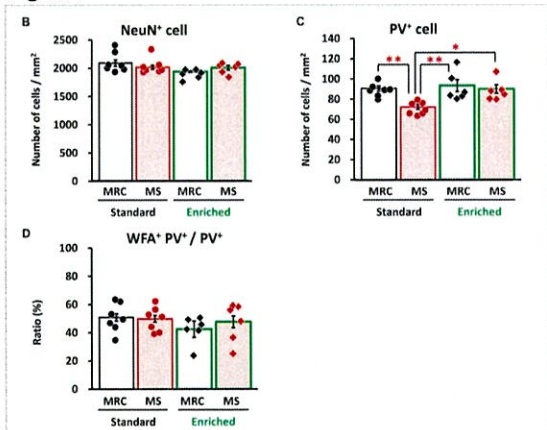 B
NeuN+ cell
Number of cells / mm²
2500
2000
1500
1000
500
0
MRC MS MRC MS
Standard Enriched
C
PV+ cell
Number of cells / mm²
140
120
100
80
60
40
20
0
** ** *
MRC MS MRC MS
Standard Enriched
D
WFA+ PV+ / PV+
Ratio (%)
100
80
60
40
20
0
MRC MS MRC MS
Standard Enriched